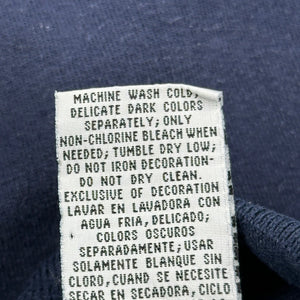 MACHINE WASH COLD,
DELICATE DARK COLORS
SEPARATELY; ONLY
NON-CHLORINE BLEACH WHEN
NEEDED; TUMBLE DRY LOW;
DO NOT IRON DECORATION-
DO NOT DRY CLEAN.
EXCLUSIVE OF DECORATION
LAVAR EN LAVADORA CON
AGUA FRIA, DELICADO;
COLORS OSCUROS
SEPARADAMENTE; USAR
SOLAMENTE BLANQUE SIN
CLORO, CUANDO SE NECESITE
SECAR EN SECADORA, CICLO